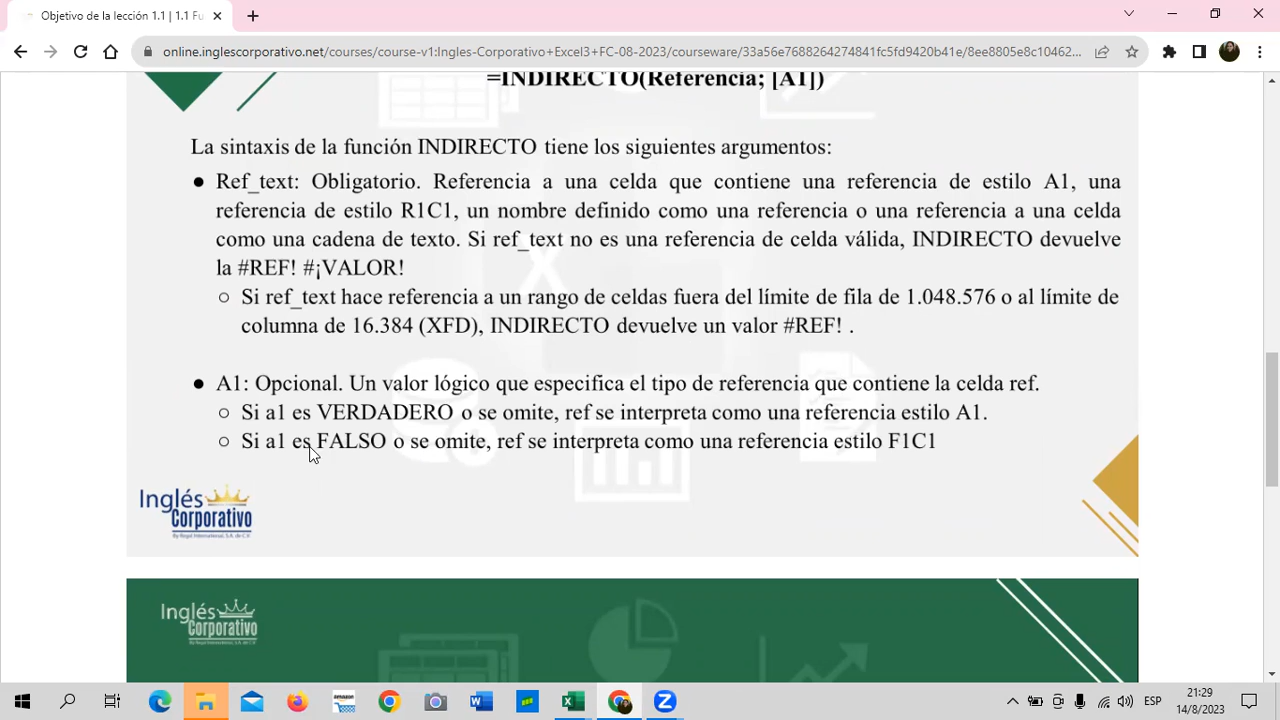 Objetivo de la lección 1.1 | 1.1 Fu
online.inglescorporativo.net/courses/course-v1:Ingles-Corporativo+Excel3+FC-08-2023/courseware/33a56e7688264274841fc5fd9420b41e/8ee8805e8c10462...
=INDIRECTO(Referencia; [A1])
La sintaxis de la función INDIRECTO tiene los siguientes argumentos:
● Ref_text: Obligatorio. Referencia a una celda que contiene una referencia de estilo A1, una
referencia de estilo R1C1, un nombre definido como una referencia o una referencia a una celda
como una cadena de texto. Si ref_text no es una referencia de celda válida, INDIRECTO devuelve
la #REF! #¡VALOR!
○ Si ref_text hace referencia a un rango de celdas fuera del límite de fila de 1.048.576 o al límite de
columna de 16.384 (XFD), INDIRECTO devuelve un valor #REF! .
● A1: Opcional. Un valor lógico que especifica el tipo de referencia que contiene la celda ref.
○ Si a1 es VERDADERO o se omite, ref se interpreta como una referencia estilo A1.
○ Si a1 es FALSO o se omite, ref se interpreta como una referencia estilo F1C1
Inglés
Corporativo
By Regal International, S.A. de C.V.
Inglés
Corporativo
amazon
ESP
21:29
14/8/2023